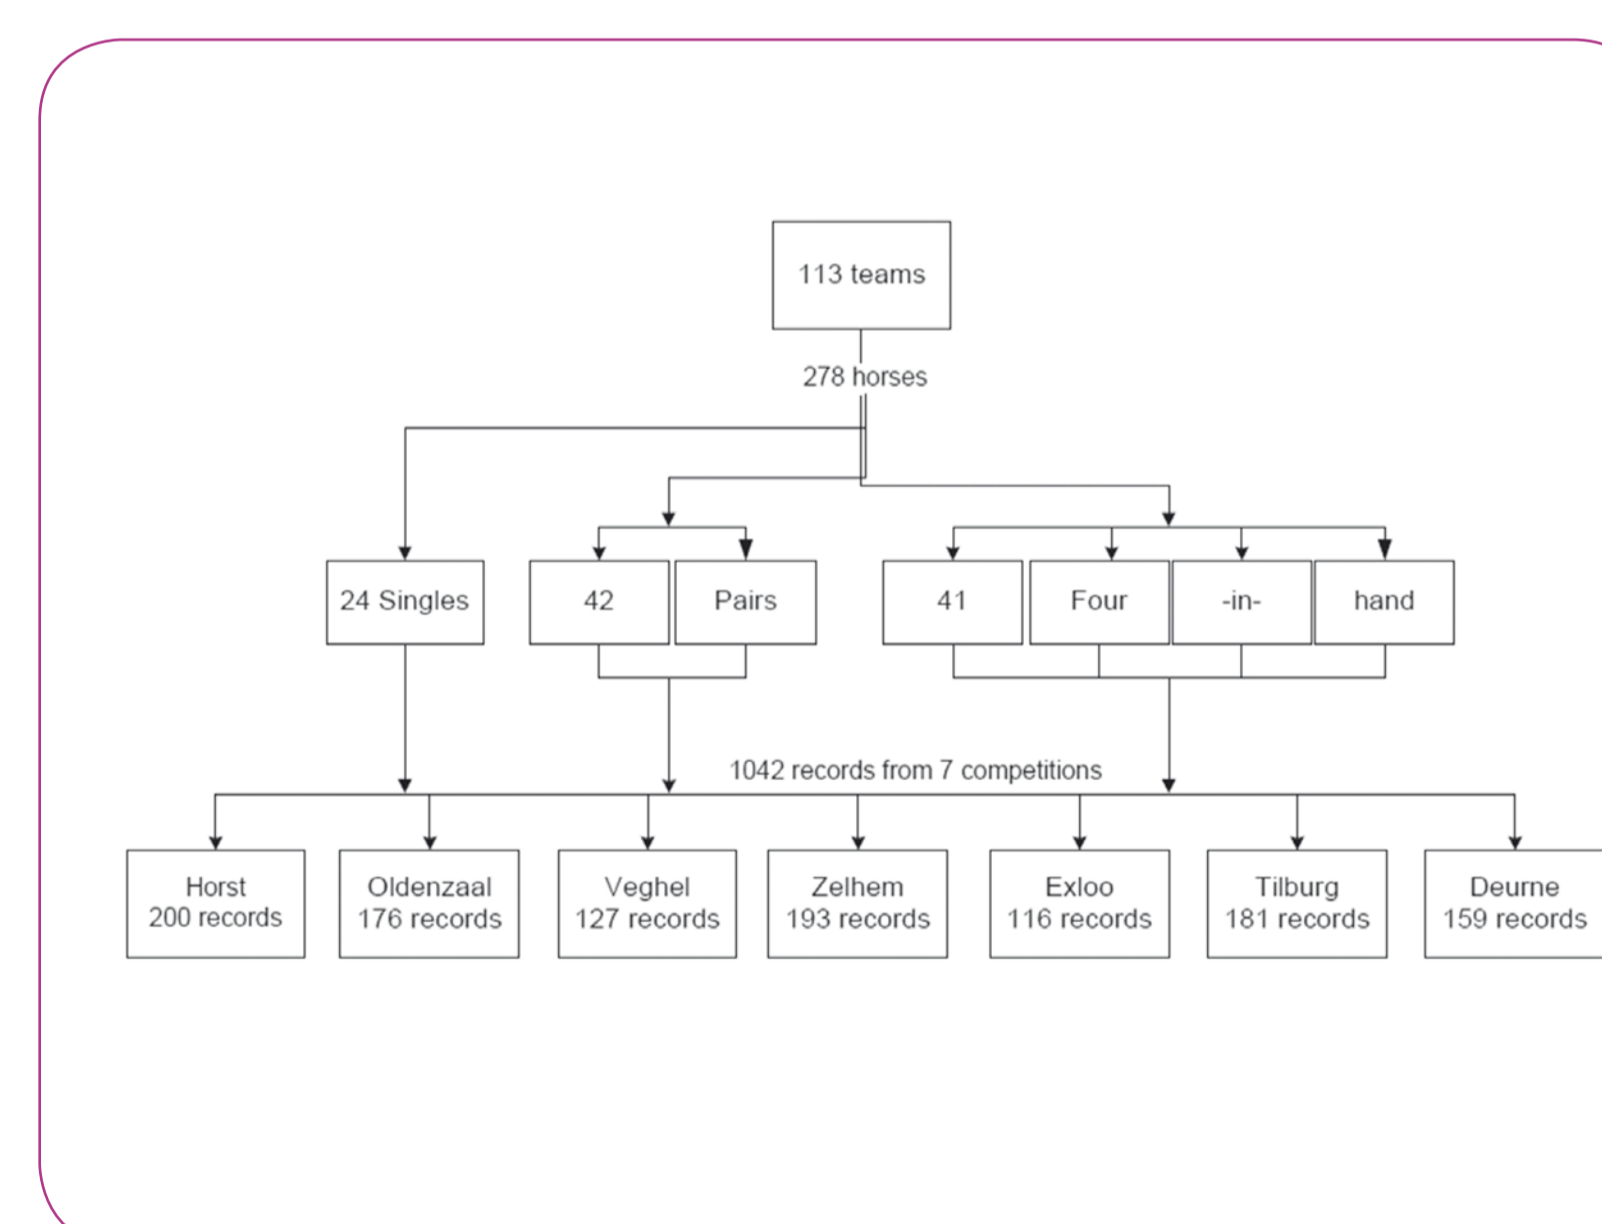 113 teams
278 horses
24 Singles
42
Pairs
41
Four
-in-
hand
1042 records from 7 competitions
Horst
200 records
Oldenzaal
176 records
Veghel
127 records
Zelhem
193 records
Exloo
116 records
Tilburg
181 records
Deurne
159 records